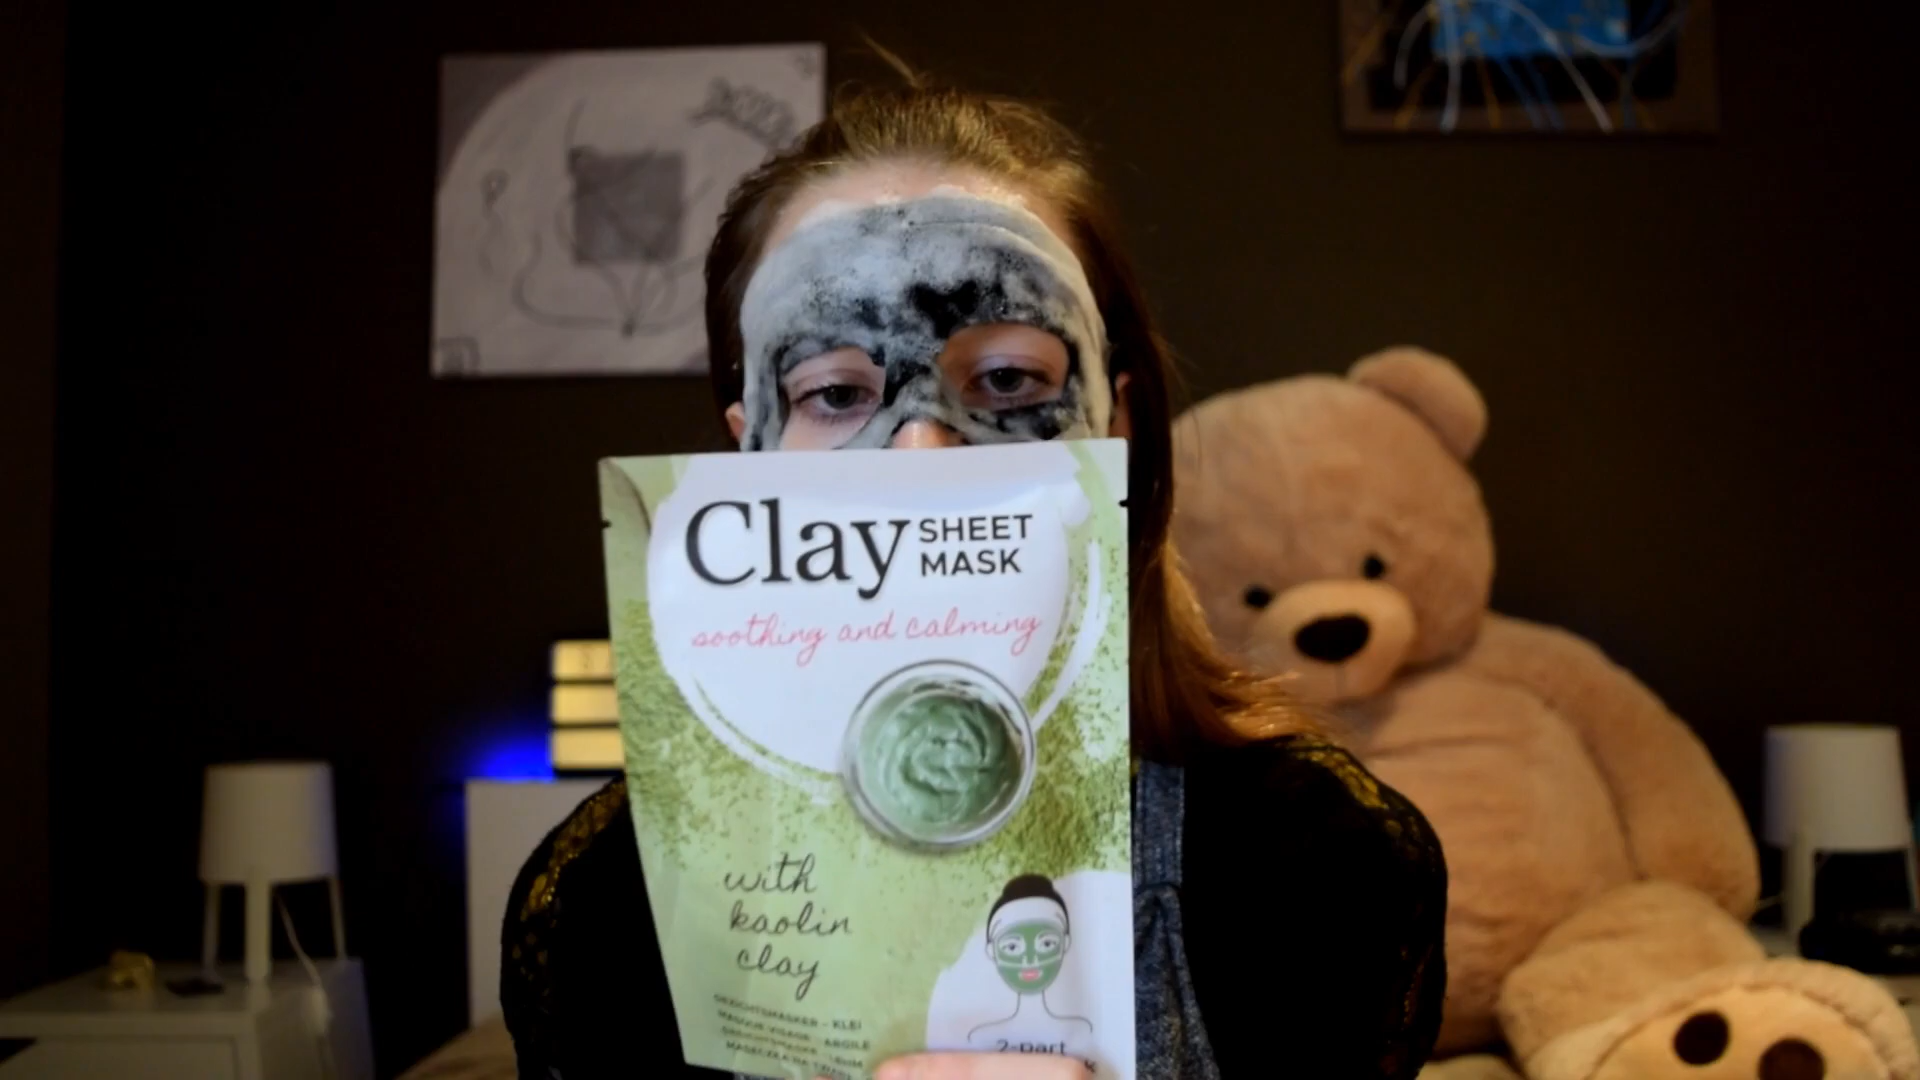 Clay SHEET
MASK
soothing and calming
with
kaolin
clay
GEZICHTSMASKER - KLEI
MASQUE VISAGE - ARGILE
2-part